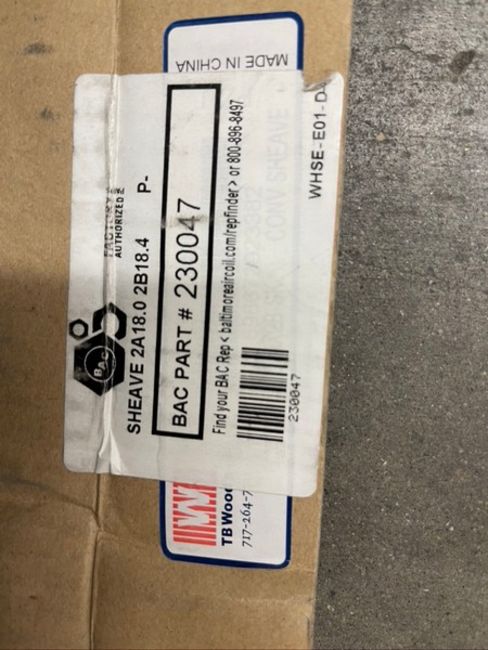 BAC
FACTORY
AUTHORIZED
SHEAVE 2A18.0 2B18.4 P-
BAC PART # 230047
Find your BAC Rep < baltimoreaircoil.com/repfinder > or 800-896-8497
230047
WHSE-E01-D
MADE IN CHINA
TB Wood
717-264-7